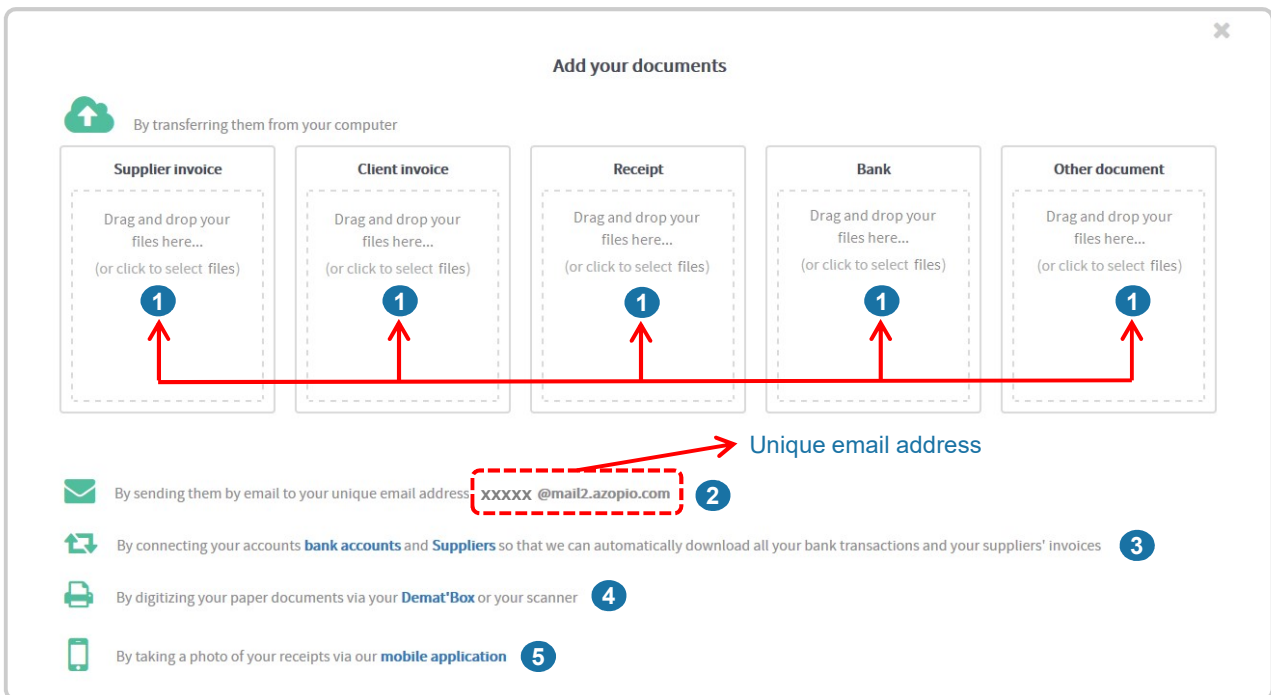 Add your documents
By transferring them from your computer
Supplier invoice
Drag and drop your
files here...
(or click to select files)
1
Client invoice
Drag and drop your
files here...
(or click to select files)
1
Receipt
Drag and drop your
files here...
(or click to select files)
1
Bank
Drag and drop your
files here...
(or click to select files)
1
Other document
Drag and drop your
files here...
(or click to select files)
1
Unique email address
By sending them by email to your unique email address xxxxx @mail2.azopio.com 2
By connecting your accounts bank accounts and Suppliers so that we can automatically download all your bank transactions and your suppliers' invoices 3
By digitizing your paper documents via your Demat'Box or your scanner 4
By taking a photo of your receipts via our mobile application 5